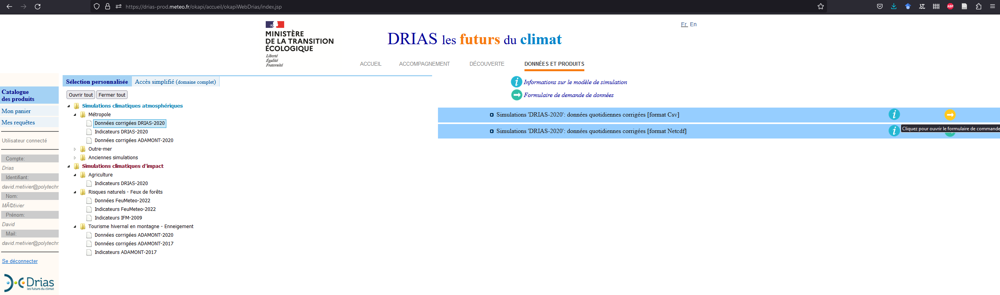 https://drias-prod.meteo.fr/okapi/accueil/okapiWebDrias/index.jsp
ABP
Fr En
MINISTÈRE
DE LA TRANSITION
ÉCOLOGIQUE
Liberté
Égalité
Fraternité
DRIAS les futurs du climat
ACCUEIL ACCOMPAGNEMENT DÉCOUVERTE DONNÉES ET PRODUITS
Catalogue
des produits
Mon panier
Mes requêtes
Utilisateur connecté
Compte:
Drias
Identifiant:
david.metivier@polytechn
Nom:
MÃ©tivier
Prénom:
David
Mail:
david.metivier@polytechn
Se déconnecter
Drias
les futurs du climat
Sélection personnalisée Accès simplifié (domaine complet)
Ouvrir tout Fermer tout
Simulations climatiques atmosphériques
Métropole
Données corrigées DRIAS-2020
Indicateurs DRIAS-2020
Données corrigées ADAMONT-2020
Outre-mer
Anciennes simulations
Simulations climatiques d'impact
Agriculture
Indicateurs DRIAS-2020
Risques naturels - Feux de forêts
Données FeuMeteo-2022
Indicateurs FeuMeteo-2022
Indicateurs IFM-2009
Tourisme hivernal en montagne - Enneigement
Données corrigées ADAMONT-2020
Données corrigées ADAMONT-2017
Indicateurs ADAMONT-2017
i Informations sur le modèle de simulation
Formulaire de demande de données
Simulations 'DRIAS-2020': données quotidiennes corrigées [format Csv] i
Simulations 'DRIAS-2020': données quotidiennes corrigées [format Netcdf] i
Cliquez pour ouvrir le formulaire de commande